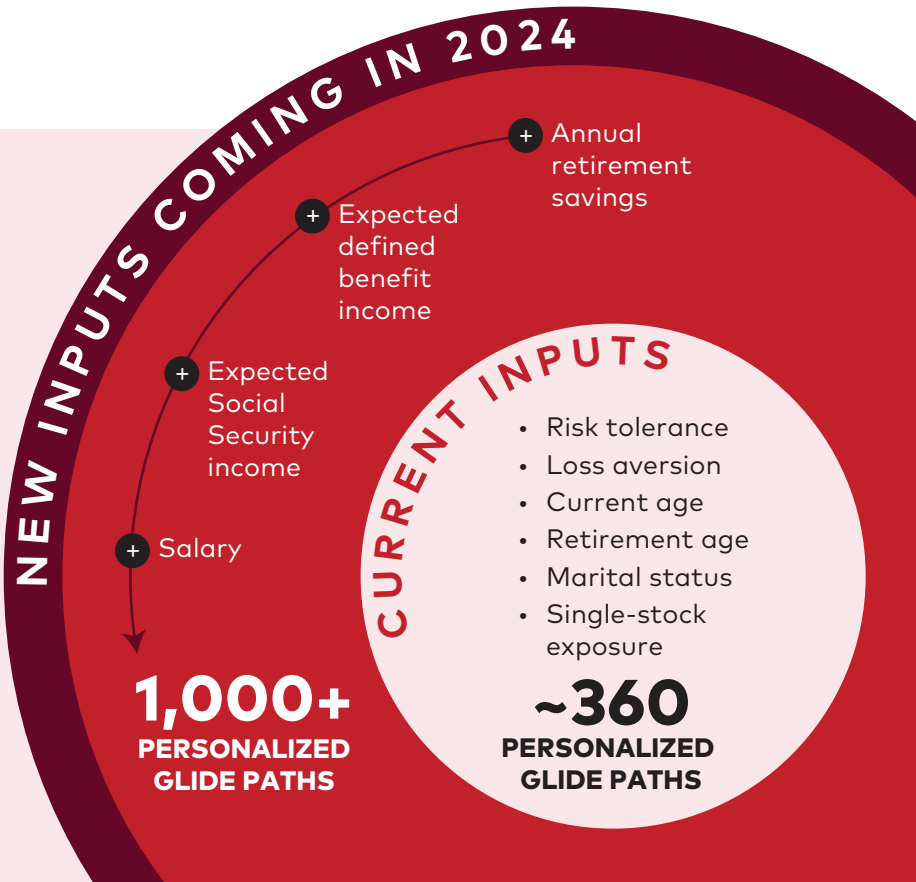 NEW INPUTS COMING IN 2024
+ Annual
retirement
savings
+ Expected
defined
benefit
income
+ Expected
Social
Security
income
+ Salary
1,000+
PERSONALIZED
GLIDE PATHS
CURRENT INPUTS
• Risk tolerance
• Loss aversion
• Current age
• Retirement age
• Marital status
• Single-stock
exposure
~360
PERSONALIZED
GLIDE PATHS